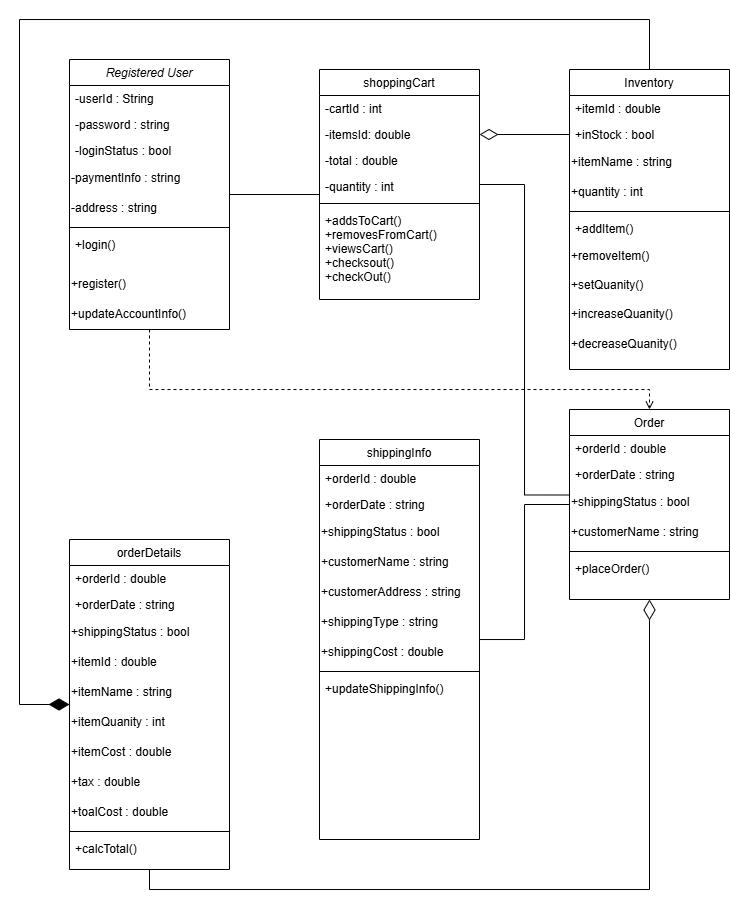 Registered User
-userId : String
-password : string
-loginStatus : bool
-paymentInfo : string
-address : string
+login()
+register()
+updateAccountInfo()
shoppingCart
-cartId : int
-itemsId: double
-total : double
-quantity : int
+addsToCart()
+removesFromCart()
+viewsCart()
+checksout()
+checkOut()
Inventory
+itemId : double
+inStock : bool
+itemName : string
+quantity : int
+addItem()
+removeItem()
+setQuanity()
+increaseQuanity()
+decreaseQuanity()
Order
+orderId : double
+orderDate : string
+shippingStatus : bool
+customerName : string
+placeOrder()
shippingInfo
+orderId : double
+orderDate : string
+shippingStatus : bool
+customerName : string
+customerAddress : string
+shippingType : string
+shippingCost : double
+updateShippingInfo()
orderDetails
+orderId : double
+orderDate : string
+shippingStatus : bool
+itemId : double
+itemName : string
+itemQuanity : int
+itemCost : double
+tax : double
+toalCost : double
+calcTotal()